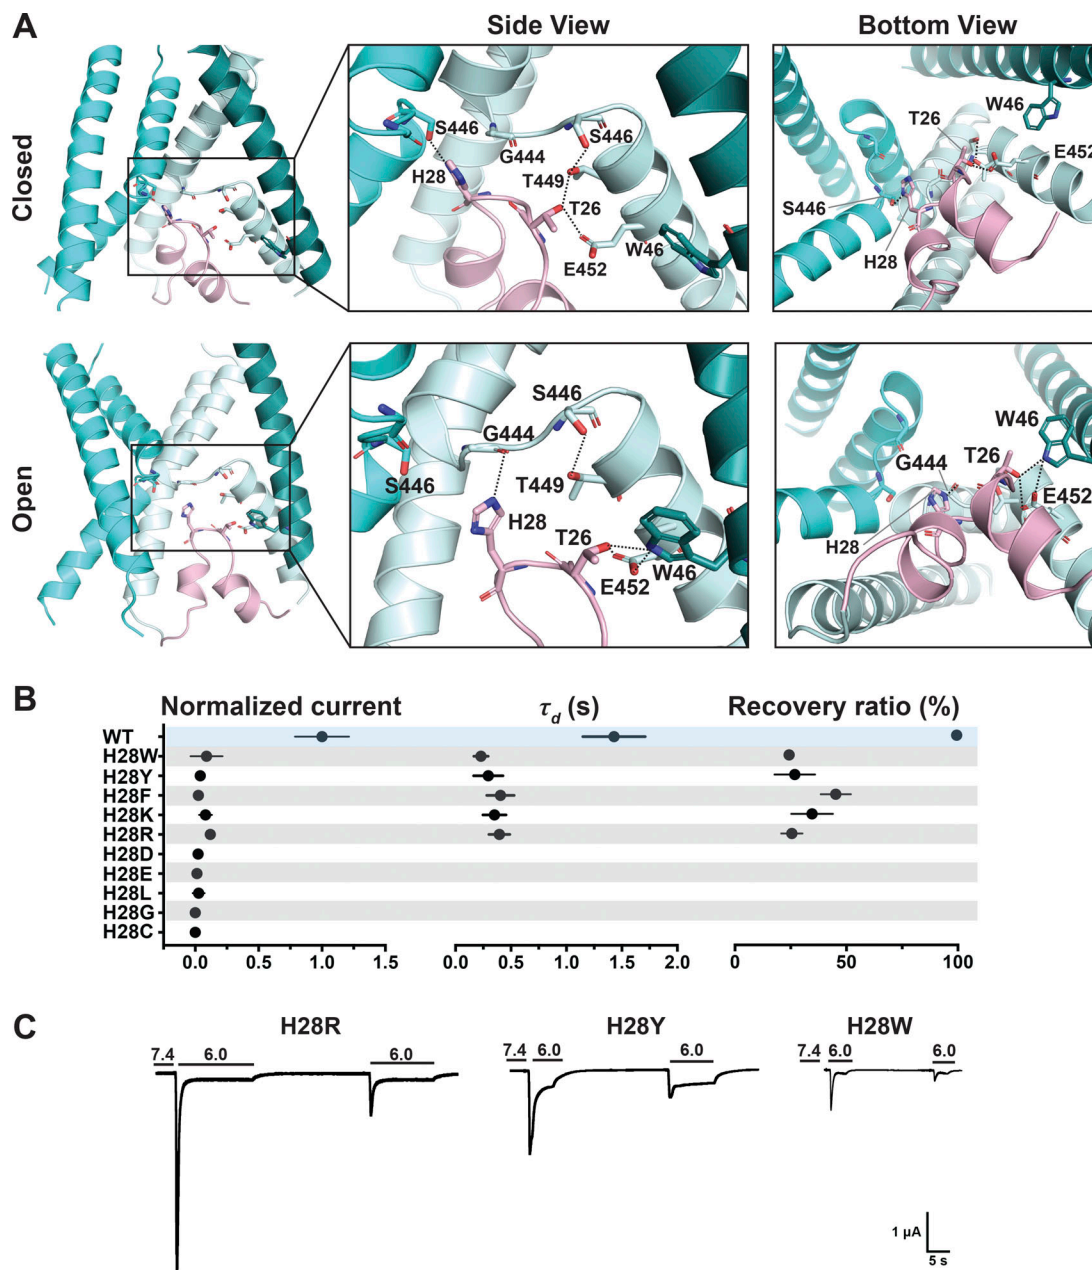 A
Side View
Bottom View
Closed
S446
G444
H28
S446
T449
T26
E452
W46
W46
T26
E452
S446
H28
Open
S446
G444
S446
T449
H28
T26
E452
W46
W46
T26
G444
E452
H28
B
Normalized current
τd (s)
Recovery ratio (%)
WT
H28W
H28Y
H28F
H28K
H28R
H28D
H28E
H28L
H28G
H28C
0.0 0.5 1.0 1.5
0.0 0.5 1.0 1.5 2.0
0 50 100
C
H28R
H28Y
H28W
7.4 6.0 6.0
7.4 6.0 6.0
7.4 6.0 6.0
1 µA
5 s